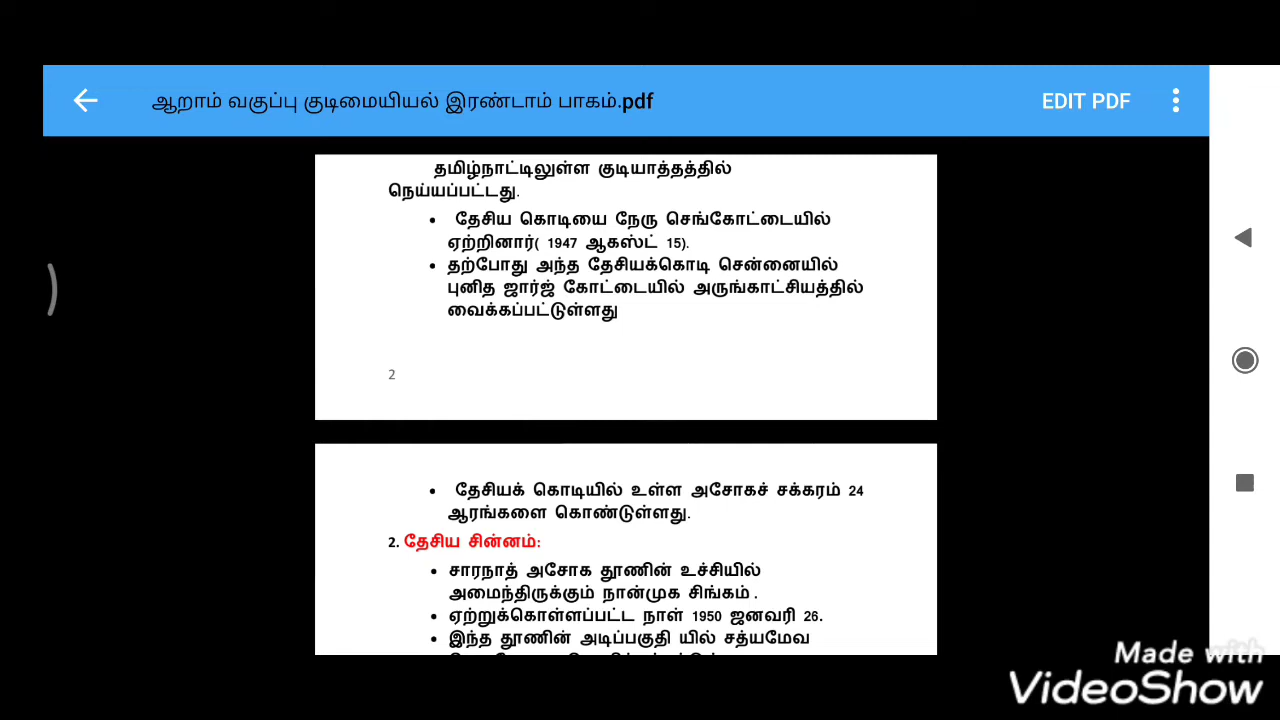 ஆறாம் வகுப்பு குடிமையியல் இரண்டாம் பாகம்.pdf
EDIT PDF
தமிழ்நாட்டிலுள்ள குடியாத்தத்தில்
நெய்யப்பட்டது.
• தேசிய கொடியை நேரு செங்கோட்டையில்
ஏற்றினார்( 1947 ஆகஸ்ட் 15).
• தற்போது அந்த தேசியக்கொடி சென்னையில்
புனித ஜார்ஜ் கோட்டையில் அருங்காட்சியத்தில்
வைக்கப்பட்டுள்ளது
2
• தேசியக் கொடியில் உள்ள அசோகச் சக்கரம் 24
ஆரங்களை கொண்டுள்ளது.
2. தேசிய சின்னம்:
• சாரநாத் அசோக தூணின் உச்சியில்
அமைந்திருக்கும் நான்முக சிங்கம் .
• ஏற்றுக்கொள்ளப்பட்ட நாள் 1950 ஜனவரி 26.
• இந்த தூணின் அடிப்பகுதி யில் சத்யமேவ
Made with
VideoShow